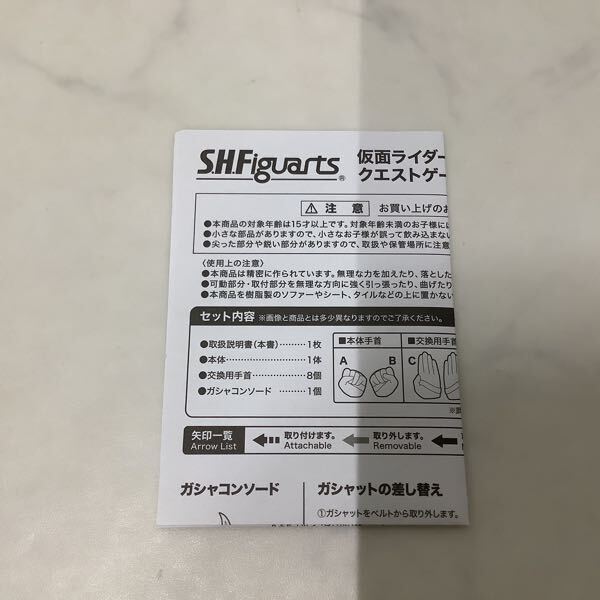 S.H.Figuarts®
仮面ライダー
クエストゲー
⚠ 注 意 お買い上げのお
●本商品の対象年齢は15才以上です。対象年齢未満のお子様には
●小さな部品がありますので、小さなお子様が誤って飲み込まない
●尖った部分や鋭い部分がありますので、取扱や保管場所に注意
〈使用上の注意〉
●本商品は精密に作られています。無理な力を加えたり、落とした
●可動部分・取付部分を無理な方向に強く引っ張ったり、曲げたり
●本商品を樹脂製のソファーやシート、タイルなどの上に置かない
セット内容 ※画像と商品とは多少異なりますのでご了承ください。
●取扱説明書(本書)………1枚
●本体……………………1体
●交換用手首……………8個
●ガシャコンソード………1個
■本体手首
A B
■交換用手首
C
矢印一覧
Arrow List
取り付けます。
Attachable
取り外します。
Removable
ガシャコンソード
ガシャットの差し替え
①ガシャットをベルトから取り外します。